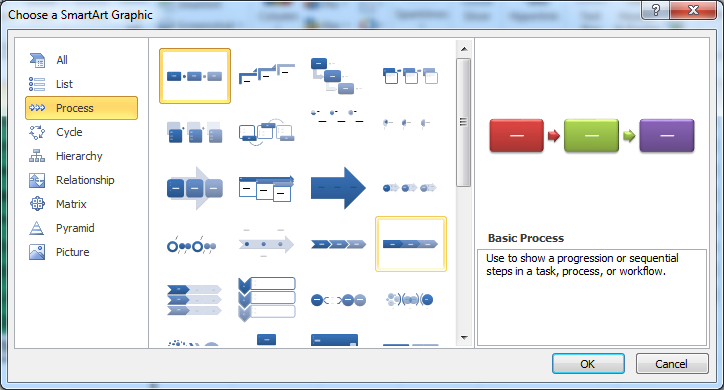 Choose a SmartArt Graphic
All
List
Process
Cycle
Hierarchy
Relationship
Matrix
Pyramid
Picture
Basic Process
Use to show a progression or sequential
steps in a task, process, or workflow.
OK
Cancel